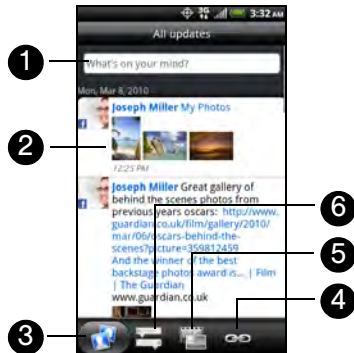 3G 3:32 AM
All updates
1
What's on your mind?
Mon, Mar 8, 2010
Joseph Miller My Photos
2
12:25 PM
Joseph Miller Great gallery of
behind the scenes photos from
previous years oscars: http://www.
guardian.co.uk/film/gallery/2010/
mar/06/oscars-behind-the-
scenes?picture=359812459
And the winner of the best
backstage photos award is... | Film
| The Guardian
www.guardian.co.uk
6
5
4
3